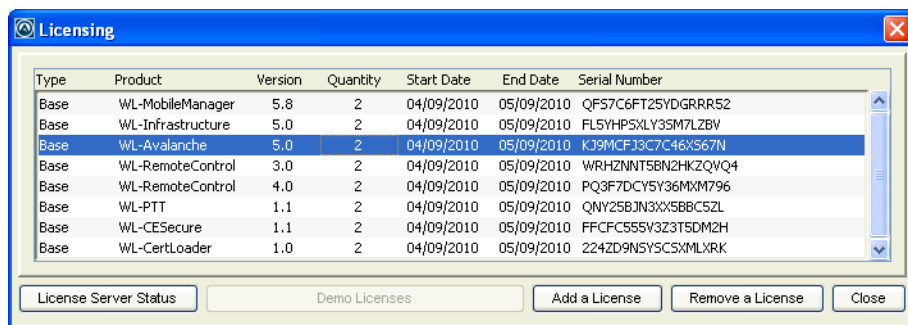 Licensing
Type Product Version Quantity Start Date End Date Serial Number
Base WL-MobileManager 5.8 2 04/09/2010 05/09/2010 QFS7C6FT25YDGRRR52
Base WL-Infrastructure 5.0 2 04/09/2010 05/09/2010 FL5YHPSXLY3SM7LZBV
Base WL-Avalanche 5.0 2 04/09/2010 05/09/2010 KJ9MCFJ3C7C46XS67N
Base WL-RemoteControl 3.0 2 04/09/2010 05/09/2010 WRHZNNT5BN2HKZQVQ4
Base WL-RemoteControl 4.0 2 04/09/2010 05/09/2010 PQ3F7DCY5Y36MXM796
Base WL-PTT 1.1 2 04/09/2010 05/09/2010 QNY25BJN3XX5BBC5ZL
Base WL-CESecure 1.1 2 04/09/2010 05/09/2010 FFCFC555V3Z3T5DM2H
Base WL-CertLoader 1.0 2 04/09/2010 05/09/2010 224ZD9NSYSCSXMLXRK
License Server Status Demo Licenses Add a License Remove a License Close